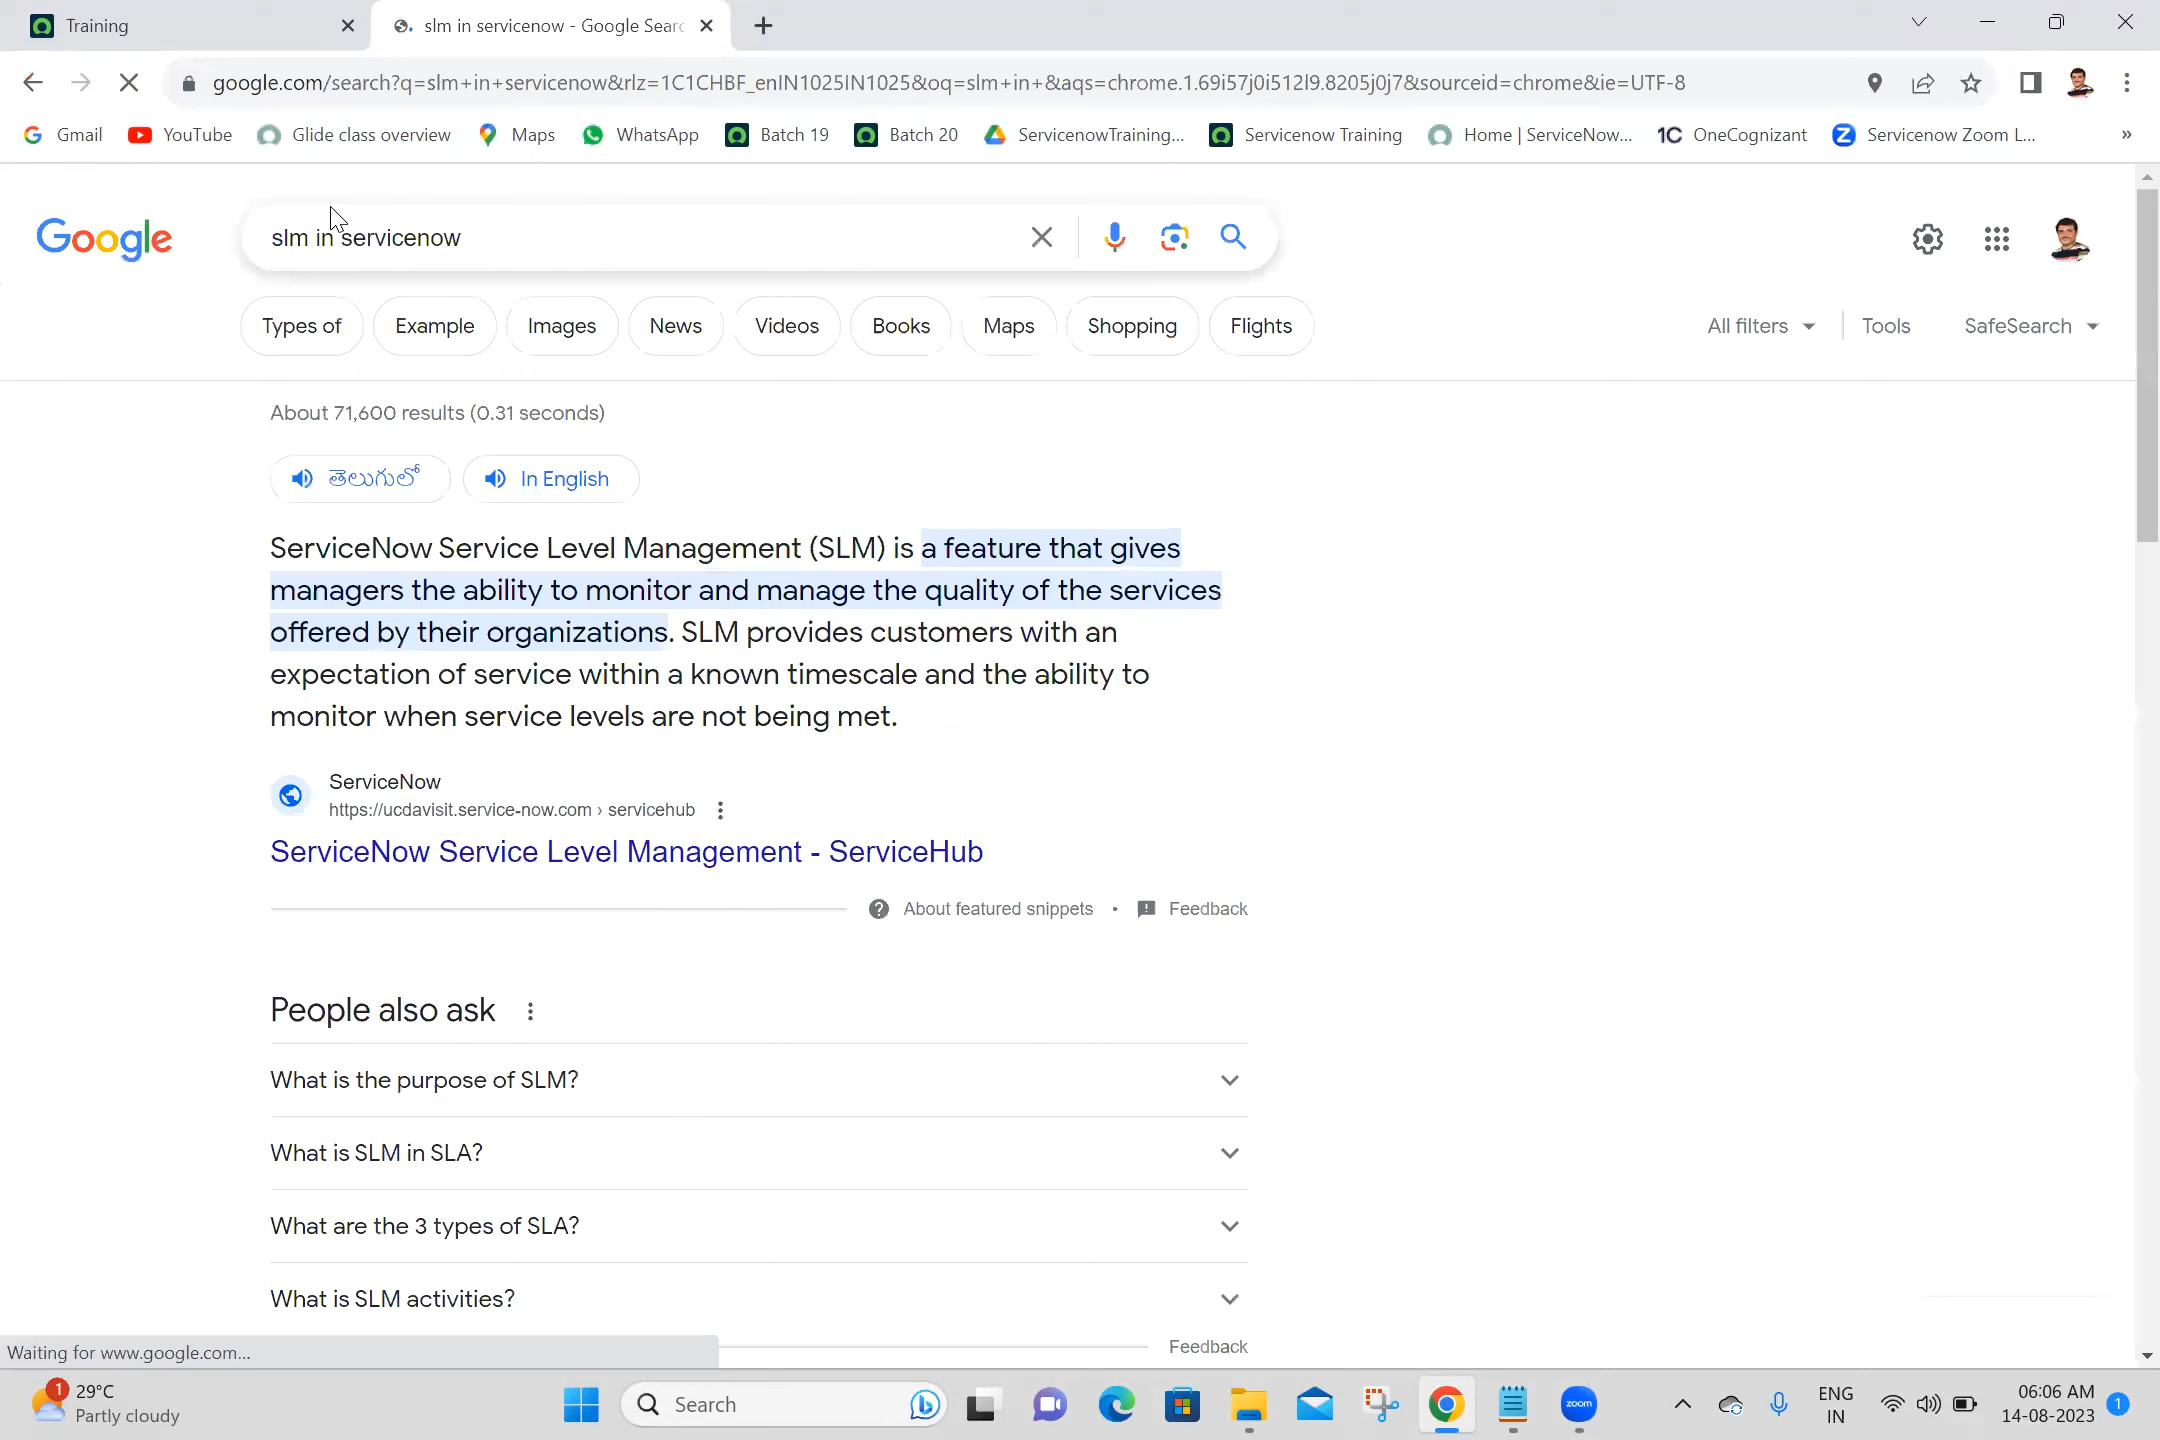 Training
slm in servicenow - Google Searc
google.com/search?q=slm+in+servicenow&rlz=1C1CHBF_enIN1025IN1025&oq=slm+in+&aqs=chrome.1.69i57j0i512l9.8205j0j7&sourceid=chrome&ie=UTF-8
Gmail YouTube Glide class overview Maps WhatsApp Batch 19 Batch 20 ServicenowTraining... Servicenow Training Home | ServiceNow... 1C OneCognizant Servicenow Zoom L... »
Google
slm in servicenow
Types of Example Images News Videos Books Maps Shopping Flights All filters Tools SafeSearch
About 71,600 results (0.31 seconds)
తెలుగులో In English
ServiceNow Service Level Management (SLM) is a feature that gives
managers the ability to monitor and manage the quality of the services
offered by their organizations. SLM provides customers with an
expectation of service within a known timescale and the ability to
monitor when service levels are not being met.
ServiceNow
https://ucdavisit.service-now.com › servicehub
ServiceNow Service Level Management - ServiceHub
About featured snippets • Feedback
People also ask
What is the purpose of SLM?
What is SLM in SLA?
What are the 3 types of SLA?
What is SLM activities?
Feedback
Waiting for www.google.com...
1 29°C
Partly cloudy
Search
zoom
ENG
IN
06:06 AM
14-08-2023
1